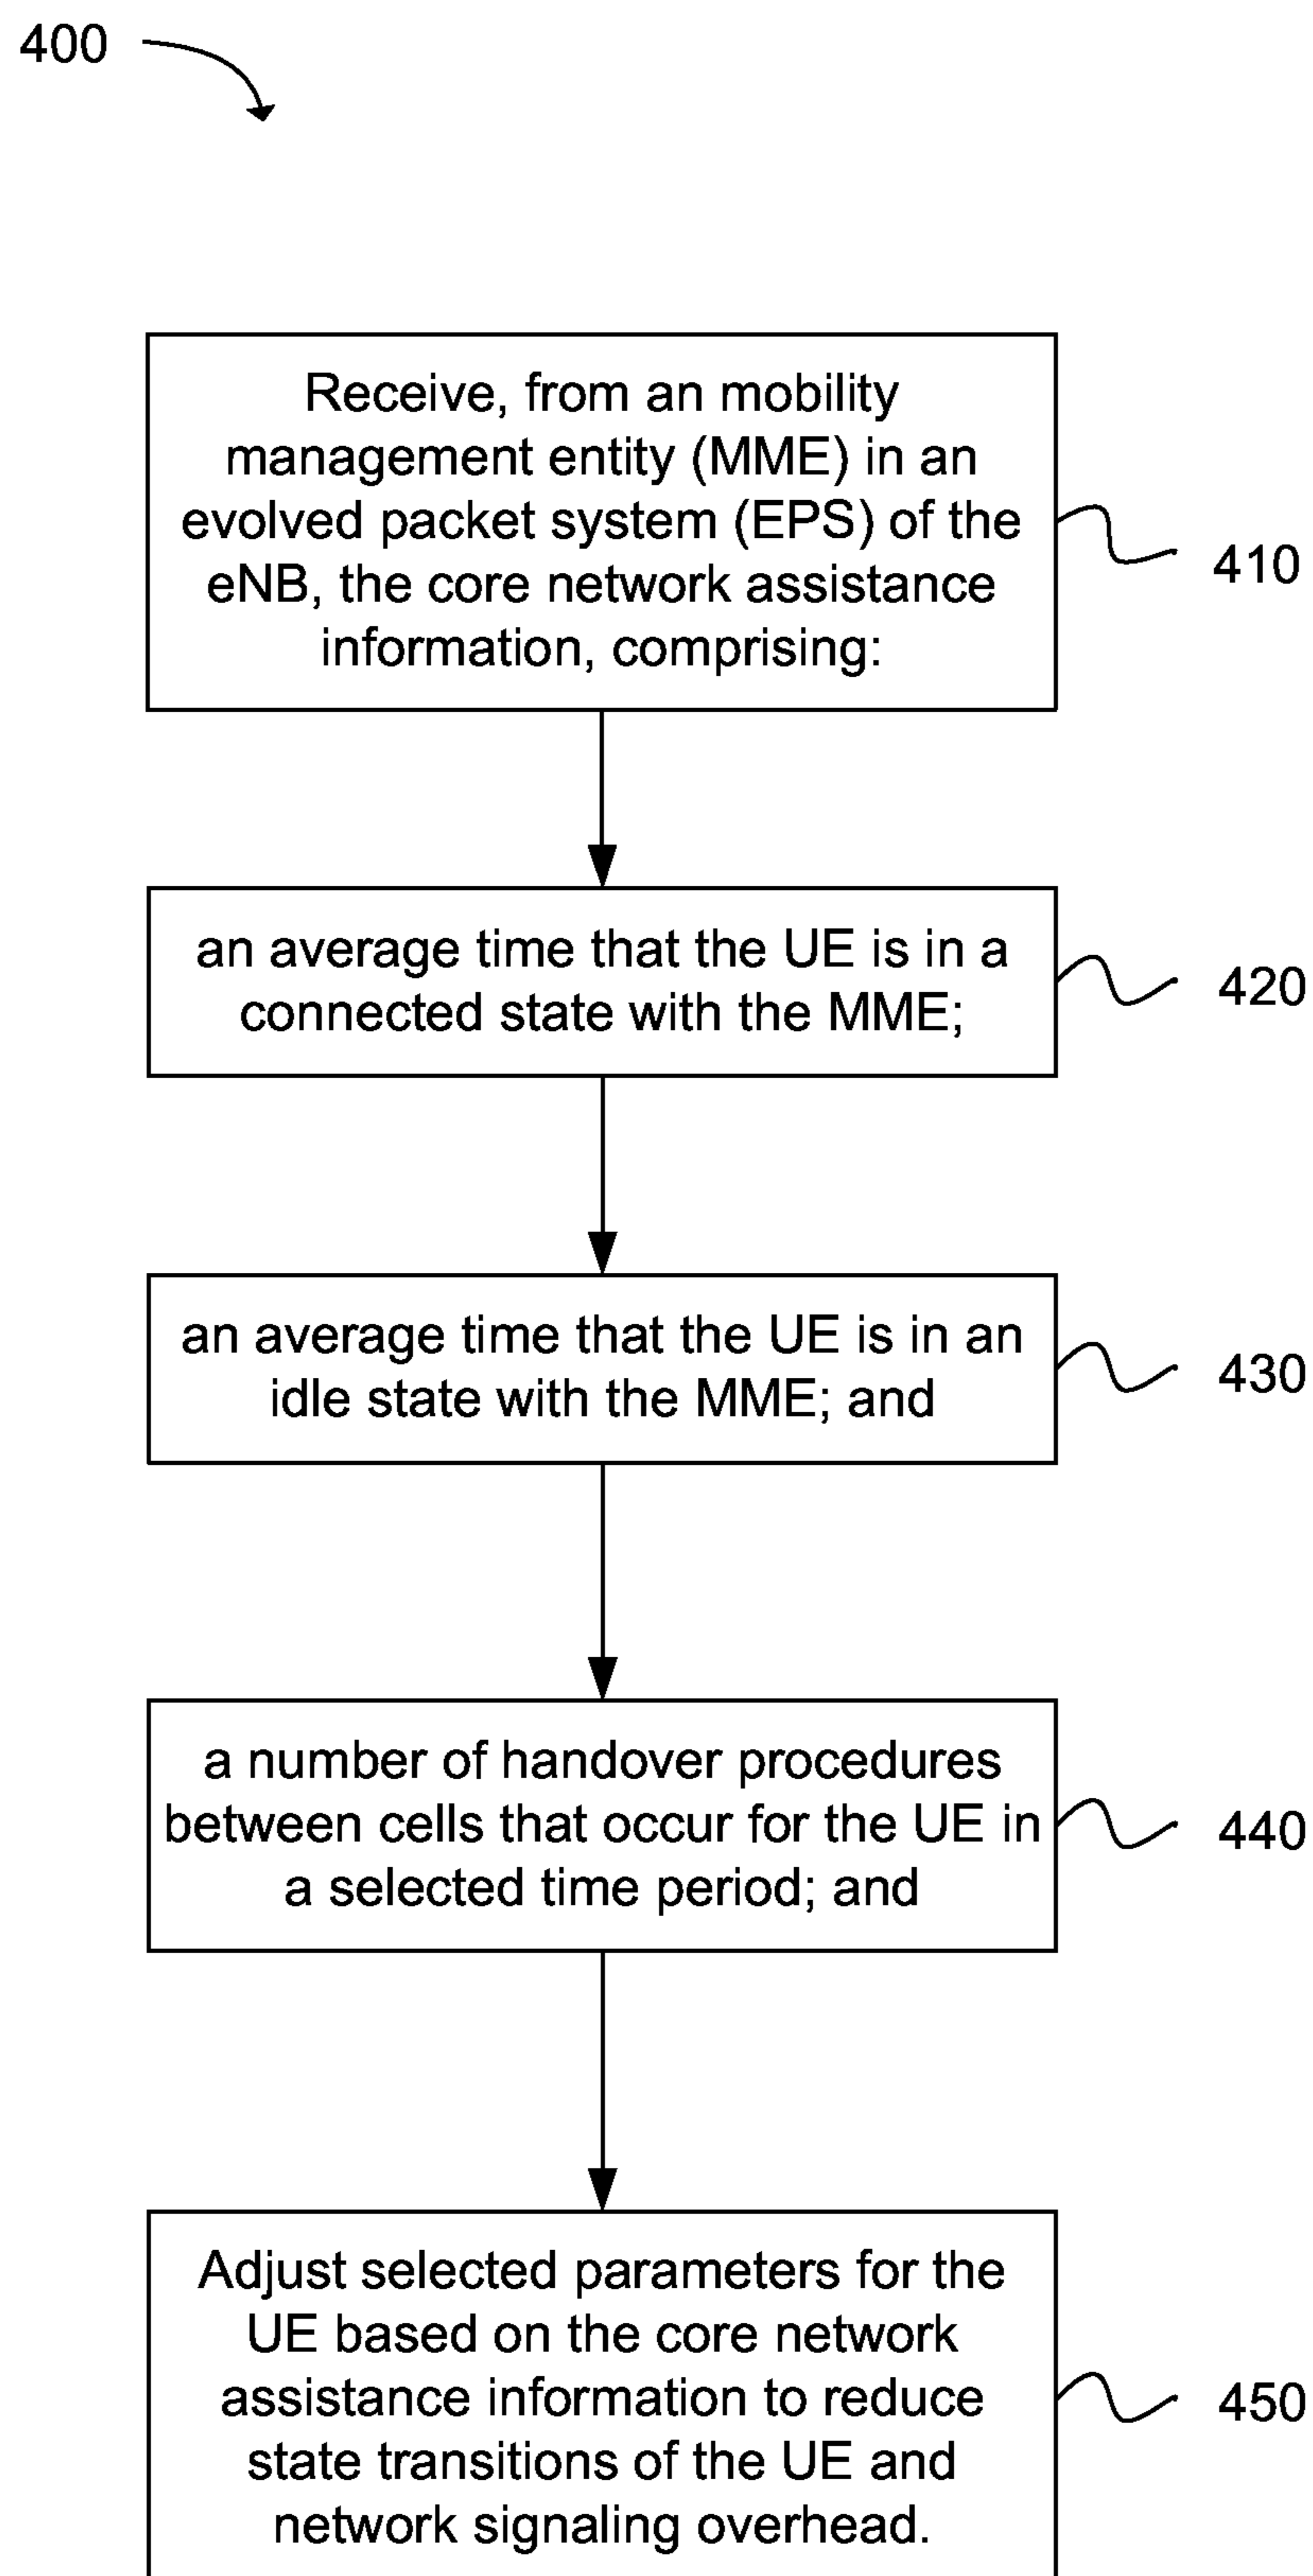 400
Receive, from an mobility
management entity (MME) in an
evolved packet system (EPS) of the
eNB, the core network assistance
information, comprising:
410
an average time that the UE is in a
connected state with the MME;
420
an average time that the UE is in an
idle state with the MME; and
430
a number of handover procedures
between cells that occur for the UE in
a selected time period; and
440
Adjust selected parameters for the
UE based on the core network
assistance information to reduce
state transitions of the UE and
network signaling overhead.
450